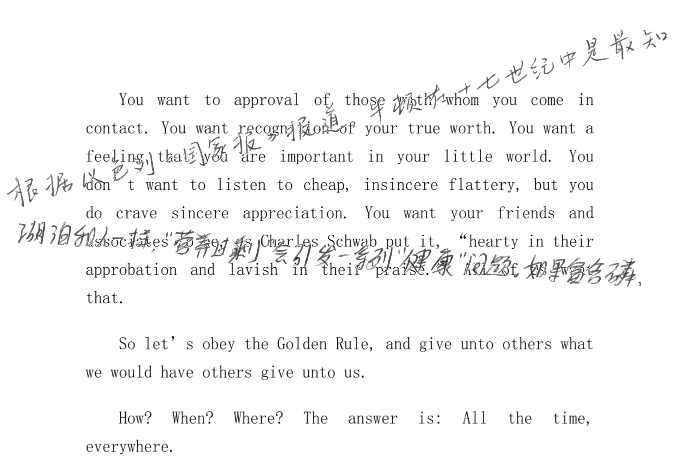 根据以色列《国家报》报道,牛顿在十七世纪中是最知
You want to approval of those with whom you come in
contact. You want recognition of your true worth. You want a
feeling that you are important in your little world. You
don’t want to listen to cheap, insincere flattery, but you
do crave sincere appreciation. You want your friends and
湖泊和人一样,“营养过剩”会引发一系列“健康”问题。如果富含磷,
associates to be, as Charles Schwab put it, “hearty in their
approbation and lavish in their praise.” All of us want
that.
So let’s obey the Golden Rule, and give unto others what
we would have others give unto us.
How? When? Where? The answer is: All the time,
everywhere.